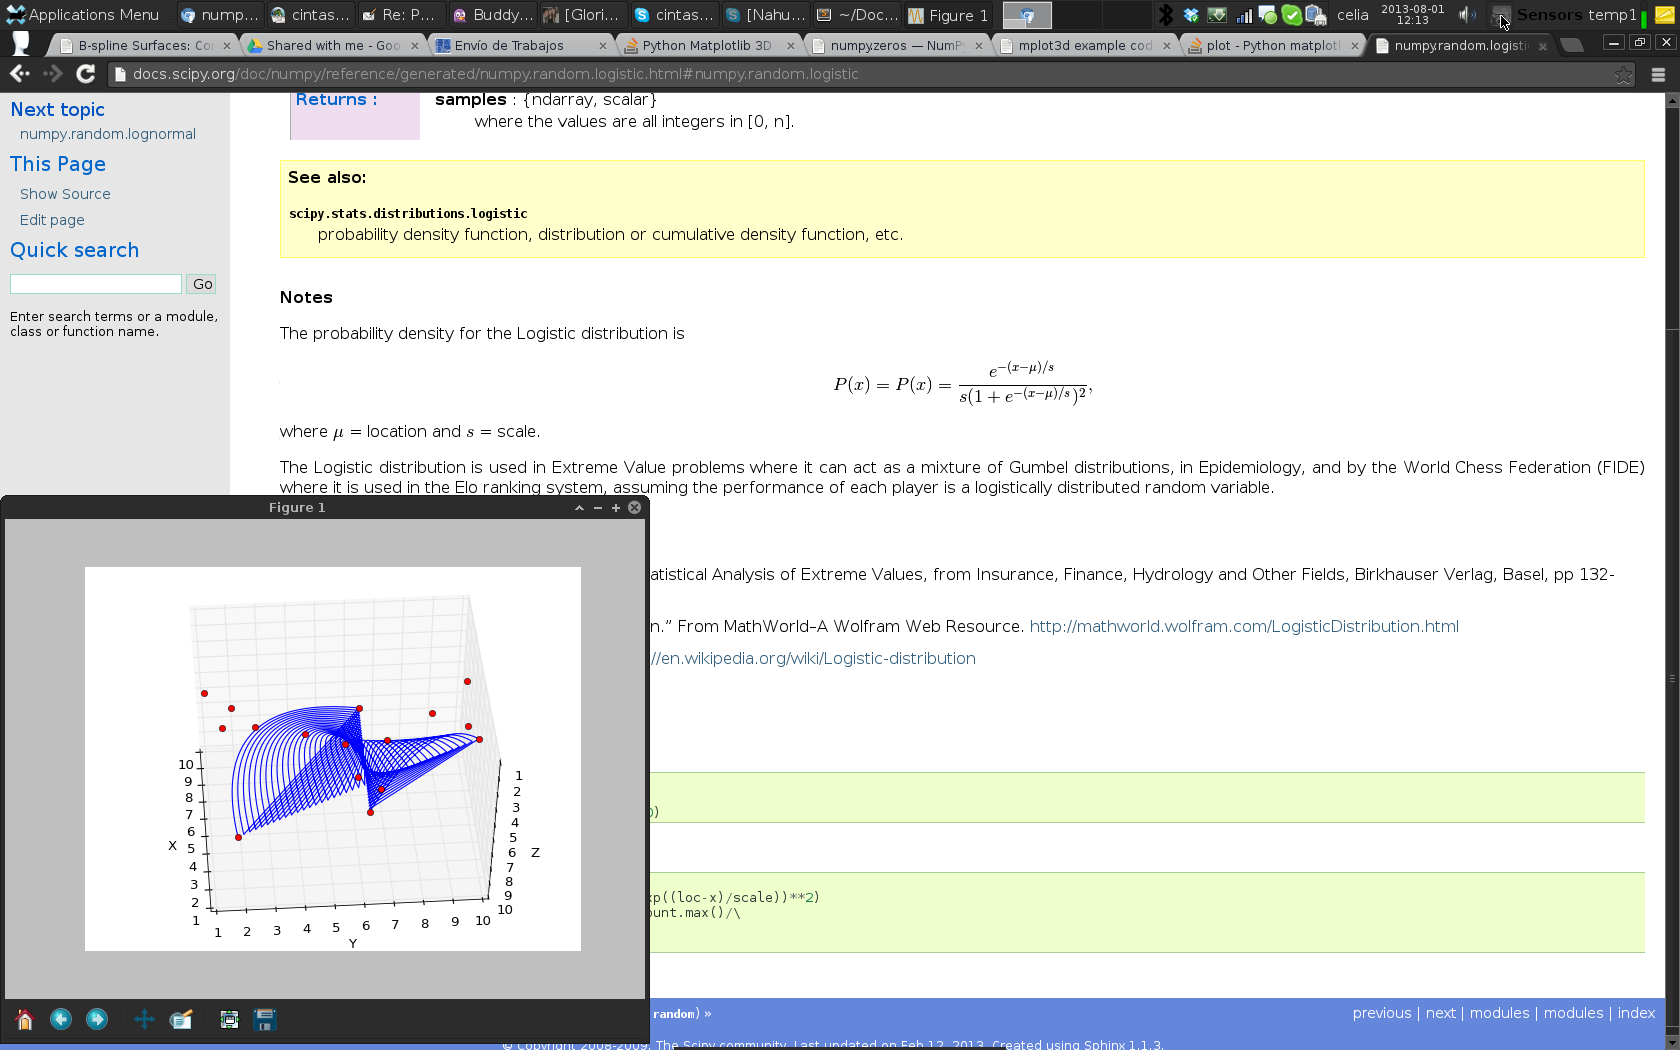 Applications Menu
nump...
cintas...
Re: P...
Buddy...
[Glori...
cintas...
[Nahu...
~/Doc...
Figure 1
celia
2013-08-01
12:13
Sensors temp1
B-spline Surfaces: Co
Shared with me - Goo
Envío de Trabajos
Python Matplotlib 3D
numpy.zeros — NumP
mplot3d example cod
plot - Python matplotl
numpy.random.logisti
docs.scipy.org/doc/numpy/reference/generated/numpy.random.logistic.html#numpy.random.logistic
Next topic
numpy.random.lognormal
This Page
Show Source
Edit page
Quick search
Go
Enter search terms or a module,
class or function name.
Returns :
samples : {ndarray, scalar}
where the values are all integers in [0, n].
See also:
scipy.stats.distributions.logistic
probability density function, distribution or cumulative density function, etc.
Notes
The probability density for the Logistic distribution is
P(x) = P(x) = e^{-(x-μ)/s} / s(1 + e^{-(x-μ)/s})^2,
where μ = location and s = scale.
The Logistic distribution is used in Extreme Value problems where it can act as a mixture of Gumbel distributions, in Epidemiology, and by the World Chess Federation (FIDE)
where it is used in the Elo ranking system, assuming the performance of each player is a logistically distributed random variable.
atistical Analysis of Extreme Values, from Insurance, Finance, Hydrology and Other Fields, Birkhauser Verlag, Basel, pp 132-
n.” From MathWorld–A Wolfram Web Resource. http://mathworld.wolfram.com/LogisticDistribution.html
//en.wikipedia.org/wiki/Logistic-distribution
0)
xp((loc-x)/scale))**2)
ount.max()/\
random) »
previous | next | modules | modules | index
© Copyright 2008-2009, The Scipy community. Last updated on Feb 12, 2013. Created using Sphinx 1.1.3.
Figure 1
10
9
8
7
6
X 5
4
3
2
1
1 2 3 4 5 6 7 8 9 10
Y
1
2
3
4
5
6 Z
7
8
9
10